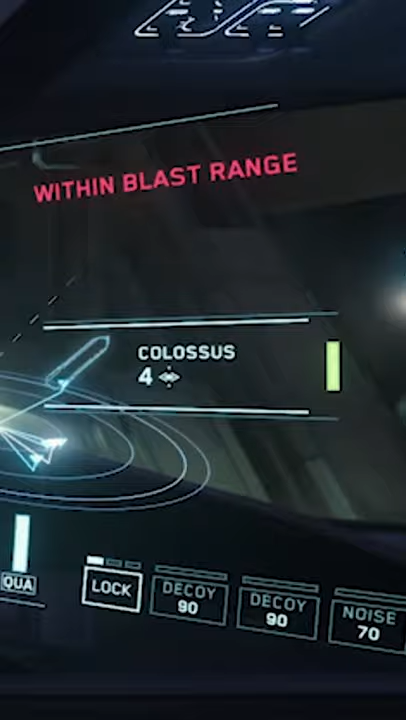 WITHIN BLAST RANGE
COLOSSUS
4
QUA
LOCK
DECOY
90
DECOY
90
NOISE
70